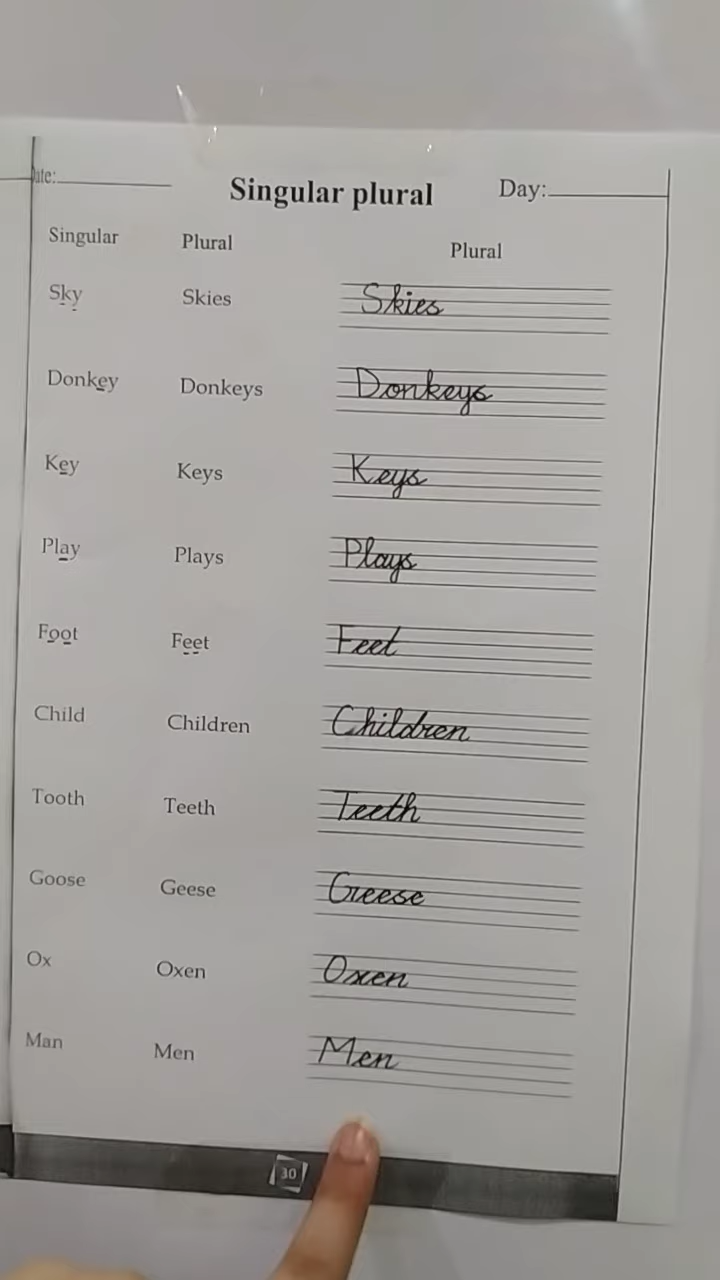 Date: Singular plural Day:
Singular Plural Plural
Sky Skies Skies
Donkey Donkeys Donkeys
Key Keys Keys
Play Plays Plays
Foot Feet Feet
Child Children Children
Tooth Teeth Teeth
Goose Geese Geese
Ox Oxen Oxen
Man Men Men
30